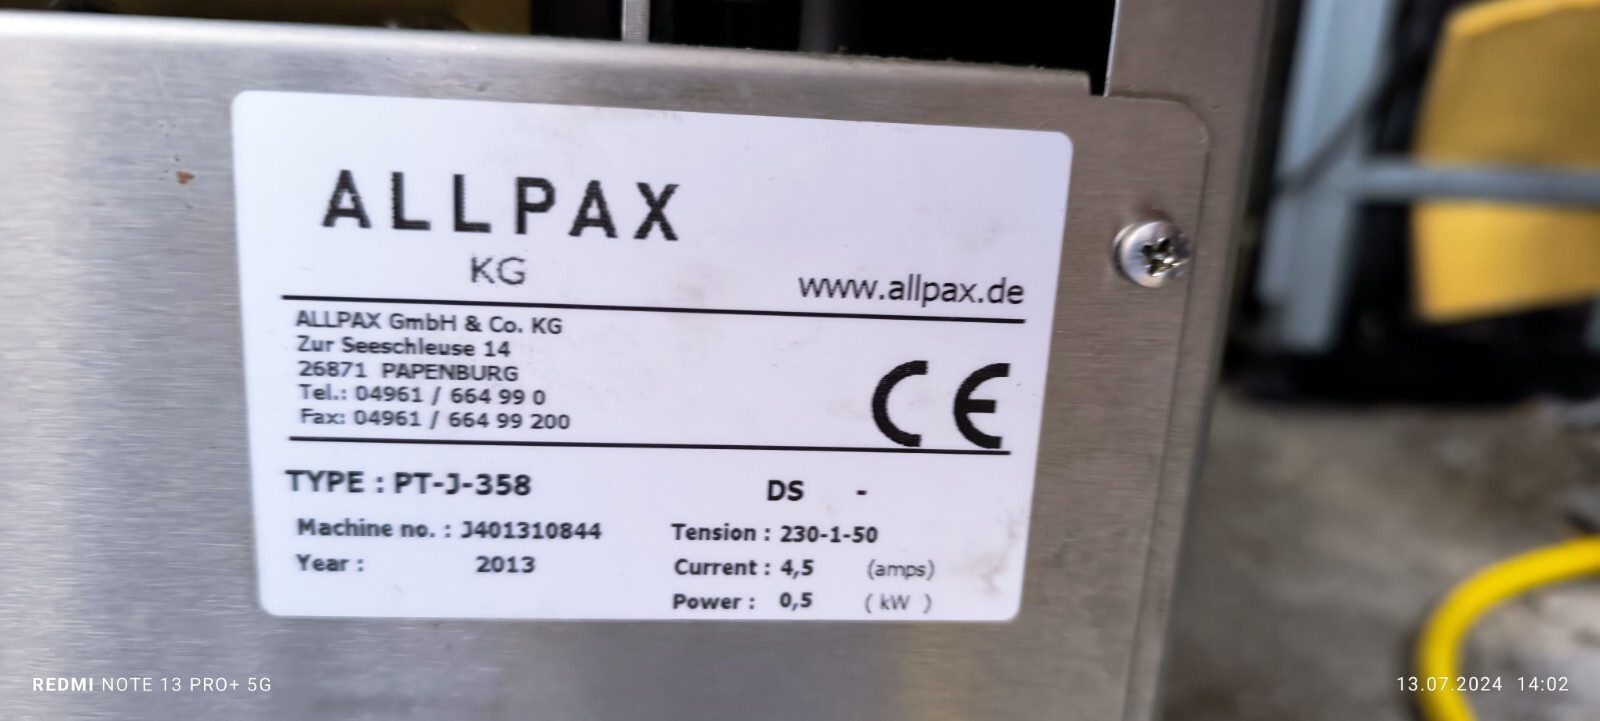 ALLPAX
KG
www.allpax.de
ALLPAX GmbH & Co. KG
Zur Seeschleuse 14
26871 PAPENBURG
Tel.: 04961 / 664 99 0
Fax: 04961 / 664 99 200
CE
TYPE : PT-J-358 DS -
Machine no. : J401310844 Tension : 230-1-50
Year : 2013 Current : 4,5 (amps)
Power : 0,5 ( kW )
REDMI NOTE 13 PRO+ 5G
13.07.2024 14:02